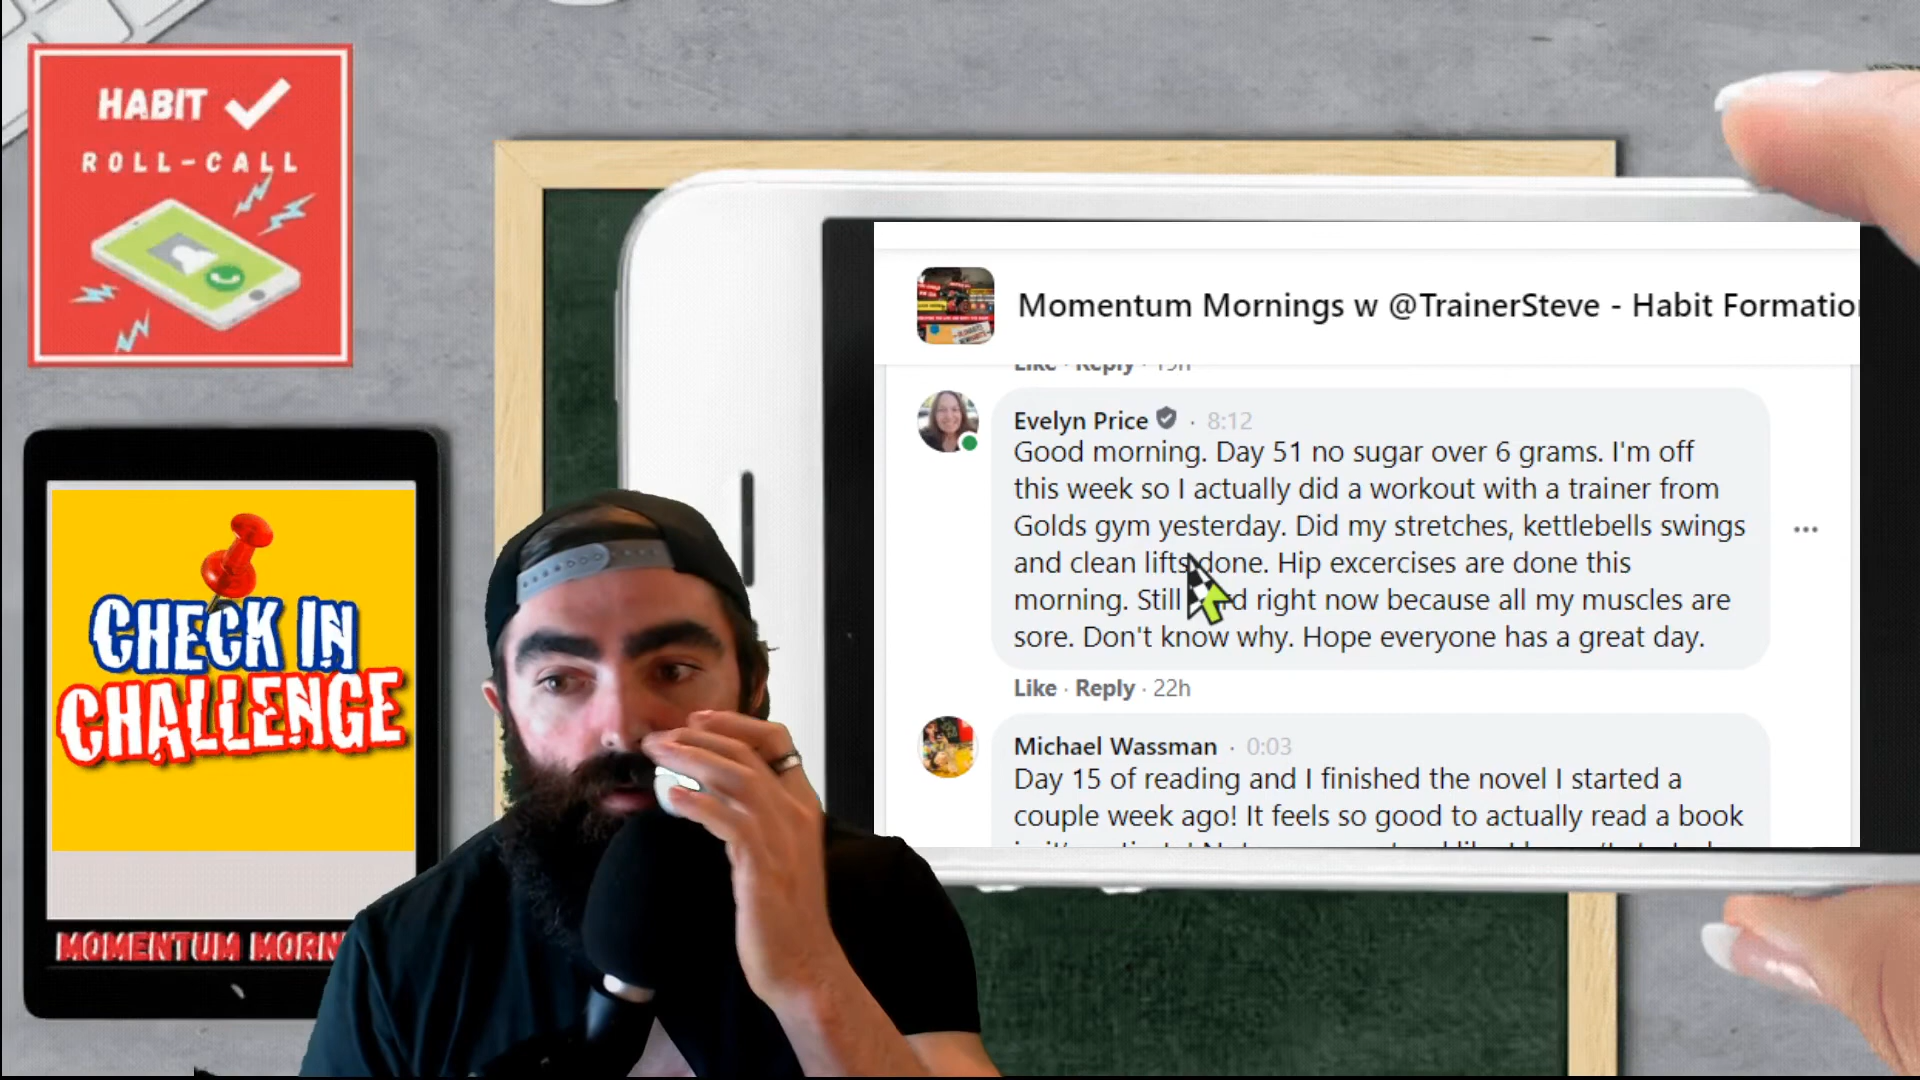 HABIT
ROLL-CALL
CHECK IN
CHALLENGE
MOMENTUM MORN
Momentum Mornings w @TrainerSteve - Habit Formatio
Like · Reply · 19h
Evelyn Price · 8:12
Good morning. Day 51 no sugar over 6 grams. I'm off
this week so I actually did a workout with a trainer from
Golds gym yesterday. Did my stretches, kettlebells swings
and clean lifts done. Hip excercises are done this
morning. Still right now because all my muscles are
sore. Don't know why. Hope everyone has a great day.
Like · Reply · 22h
Michael Wassman · 0:03
Day 15 of reading and I finished the novel I started a
couple week ago! It feels so good to actually read a book